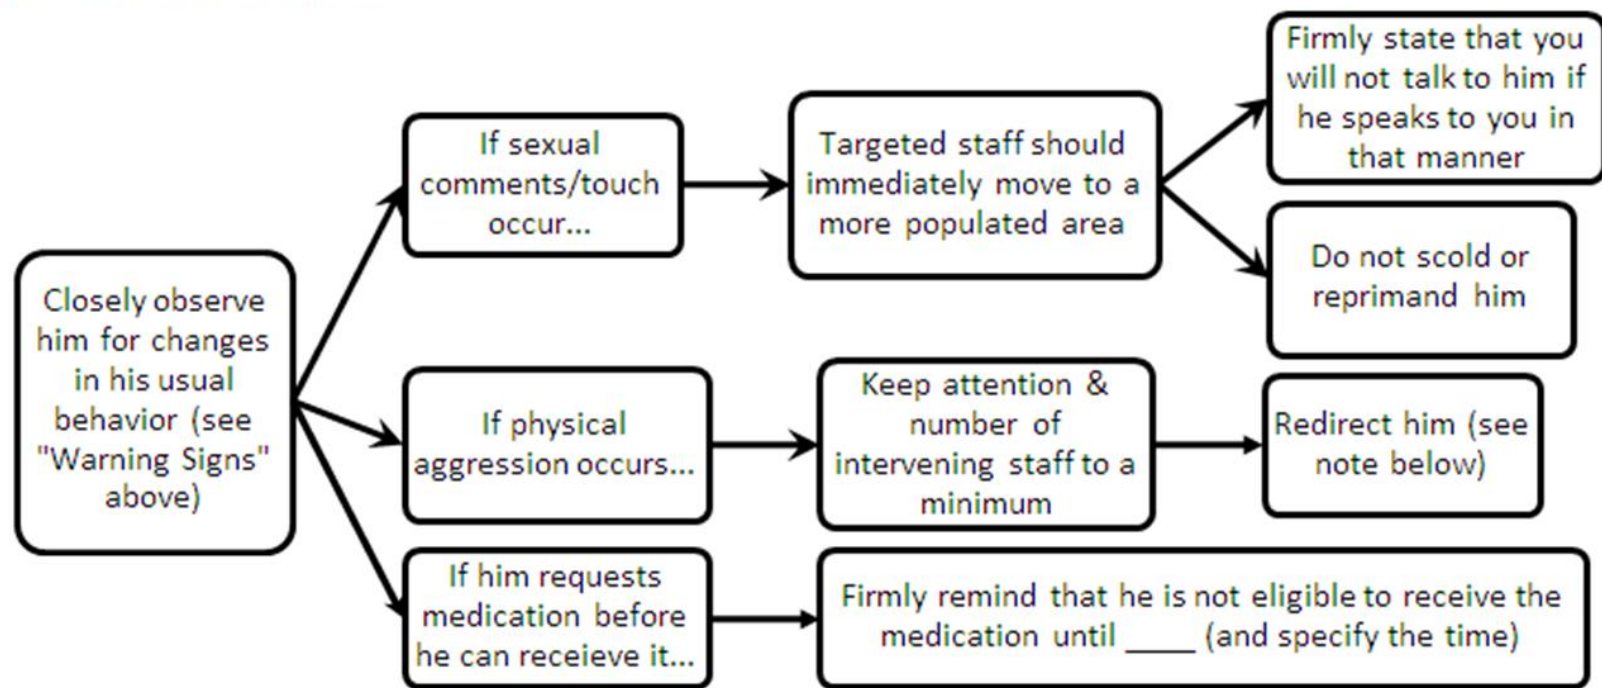 Closely observe
him for changes
in his usual
behavior (see
"Warning Signs"
above)
If sexual
comments/touch
occur...
Targeted staff should
immediately move to a
more populated area
Firmly state that you
will not talk to him if
he speaks to you in
that manner
Do not scold or
reprimand him
If physical
aggression occurs...
Keep attention &
number of
intervening staff to a
minimum
Redirect him (see
note below)
If him requests
medication before
he can receieve it...
Firmly remind that he is not eligible to receive the
medication until ____ (and specify the time)